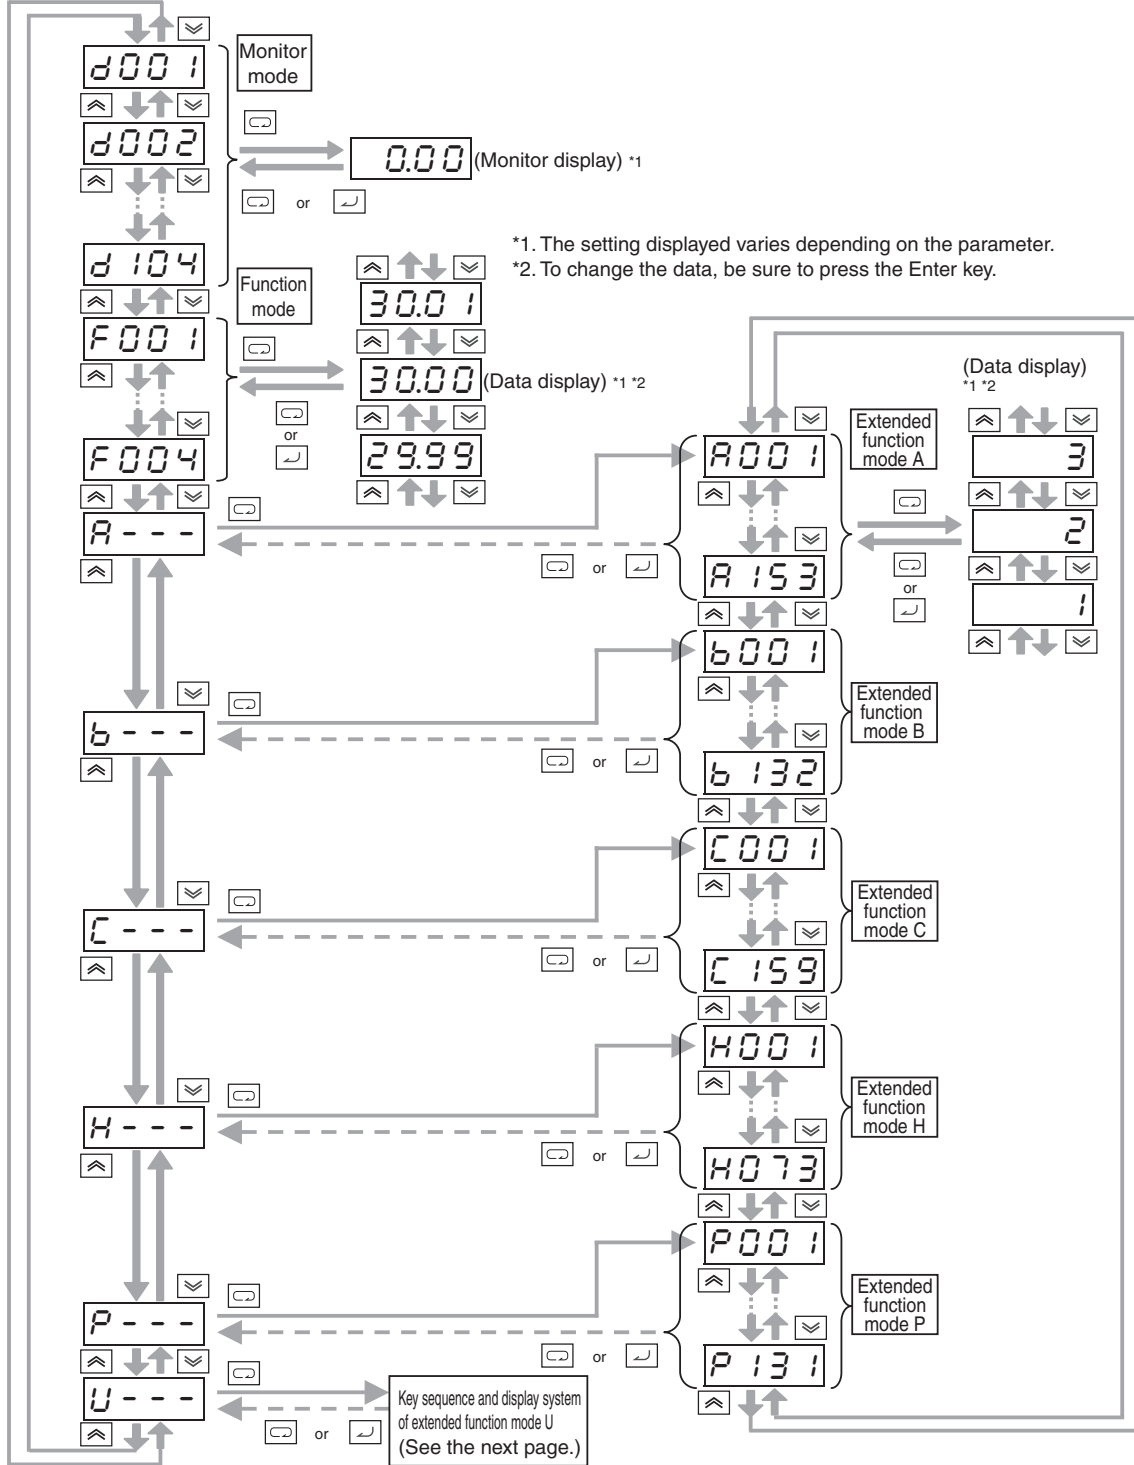 d001
Monitor
mode
d002
0.00 (Monitor display) *1
or
d104
*1. The setting displayed varies depending on the parameter.
*2. To change the data, be sure to press the Enter key.
Function
mode
30.01
F001
30.00 (Data display) *1 *2
or
29.99
F004
(Data display)
*1 *2
A001
Extended
function
mode A
3
2
1
or
A---
or
A153
b001
Extended
function
mode B
b---
or
b132
C001
Extended
function
mode C
C---
or
C159
H001
Extended
function
mode H
H---
or
H073
P001
Extended
function
mode P
P---
or
P131
U---
or
Key sequence and display system
of extended function mode U
(See the next page.)